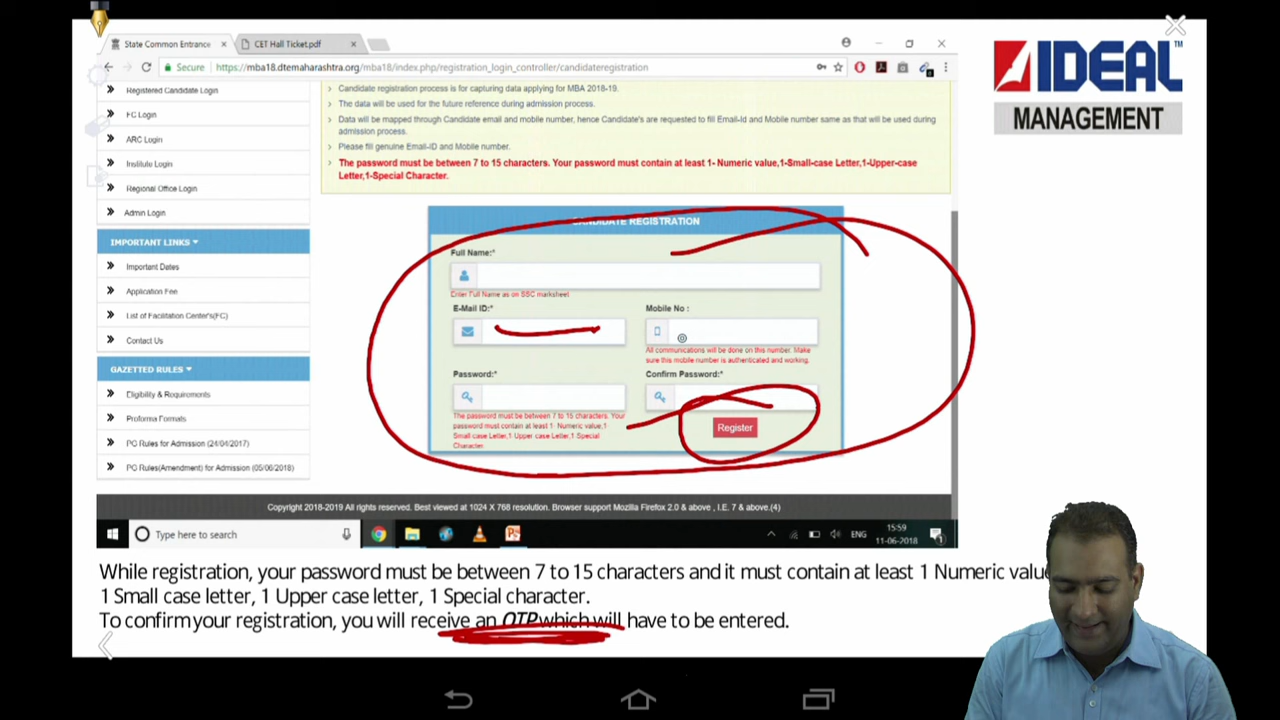 State Common Entrance
CET Hall Ticket.pdf
Secure
https://mba18.dtemaharashtra.org/mba18/index.php/registration_login_controller/candidateregistration
IDEAL™
MANAGEMENT
Registered Candidate Login
FC Login
ARC Login
Institute Login
Regional Office Login
Admin Login
IMPORTANT LINKS
Important Dates
Application Fee
List of Facilitation Center's(FC)
Contact Us
GAZETTED RULES
Eligibility & Requirements
Proforma Formats
PG Rules for Admission (24/04/2017)
PG Rules(Amendment) for Admission (05/06/2018)
Candidate registration process is for capturing data applying for MBA 2018-19.
The data will be used for the future reference during admission process.
Data will be mapped through Candidate email and mobile number, hence Candidate's are requested to fill Email-Id and Mobile number same as that will be used during
admission process.
Please fill genuine Email-ID and Mobile number.
The password must be between 7 to 15 characters. Your password must contain at least 1- Numeric value,1-Small-case Letter,1-Upper-case
Letter,1-Special Character.
CANDIDATE REGISTRATION
Full Name:*
Enter Full Name as on SSC marksheet
E-Mail ID:*
Mobile No :
All communications will be done on this number. Make
sure this mobile number is authenticated and working.
Password:*
Confirm Password:*
The password must be between 7 to 15 characters. Your
password must contain at least 1- Numeric value,1
Small case Letter,1 Upper case Letter,1 Special
Character
Register
Copyright 2018-2019 All rights reserved. Best viewed at 1024 X 768 resolution. Browser support Mozilla Firefox 2.0 & above , I.E. 7 & above.(4)
Type here to search
ENG
15:59
11-06-2018
1
While registration, your password must be between 7 to 15 characters and it must contain at least 1 Numeric value
1 Small case letter, 1 Upper case letter, 1 Special character.
To confirm your registration, you will receive an OTP which will have to be entered.